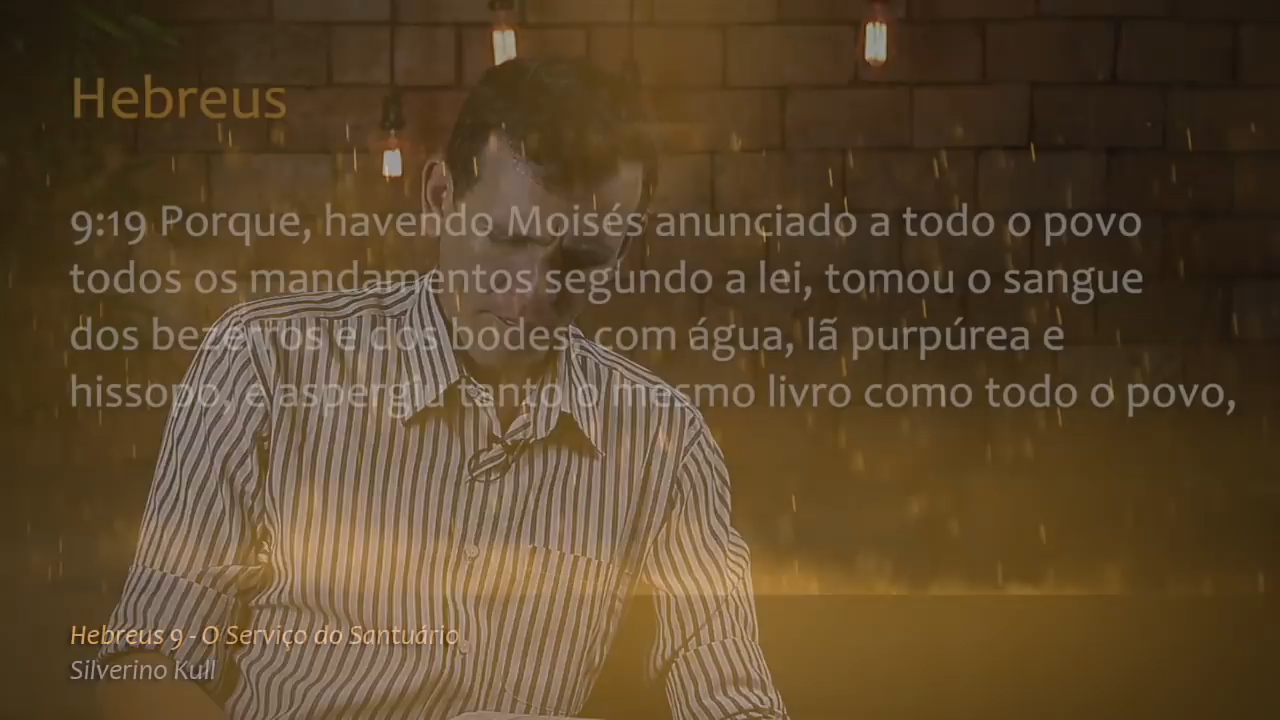 Hebreus
9:19 Porque, havendo Moisés anunciado a todo o povo
todos os mandamentos segundo a lei, tomou o sangue
dos bezerros e dos bodes, com água, lã purpúrea e
hissopo, e aspergiu tanto o mesmo livro como todo o povo,
Hebreus 9 - O Serviço do Santuário
Silverino Kull